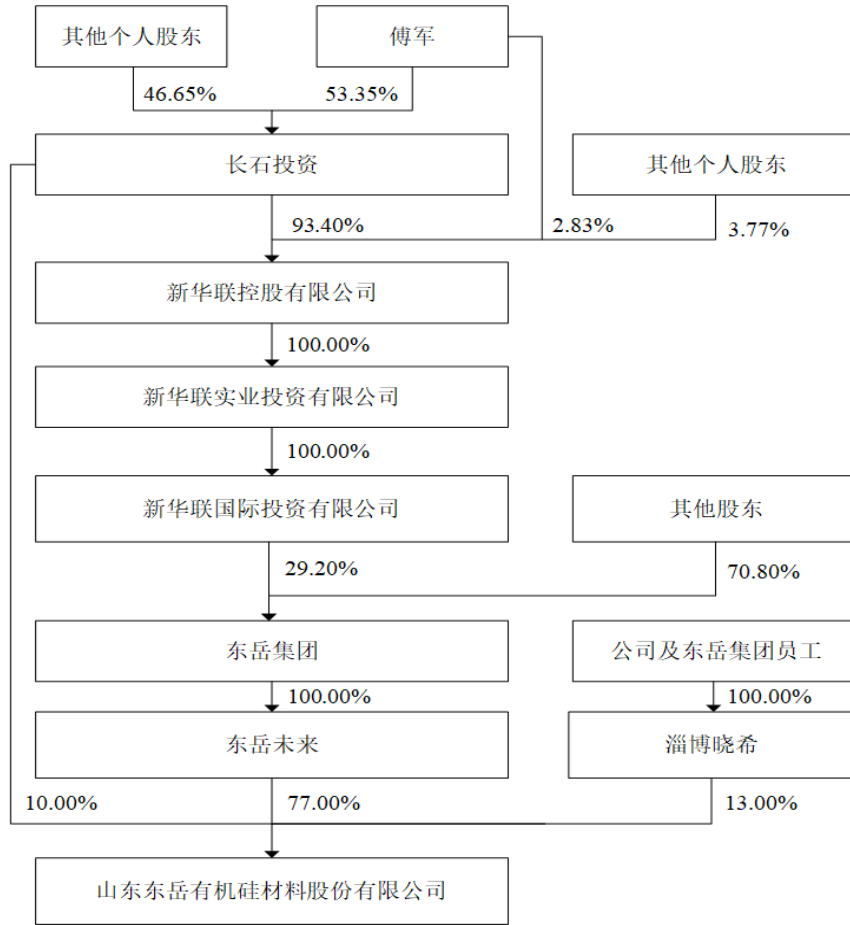 其他个人股东
傅军
46.65%
53.35%
长石投资
其他个人股东
93.40%
2.83%
3.77%
新华联控股有限公司
100.00%
新华联实业投资有限公司
100.00%
新华联国际投资有限公司
其他股东
29.20%
70.80%
东岳集团
公司及东岳集团员工
100.00%
100.00%
东岳未来
淄博晓希
10.00%
77.00%
13.00%
山东东岳有机硅材料股份有限公司